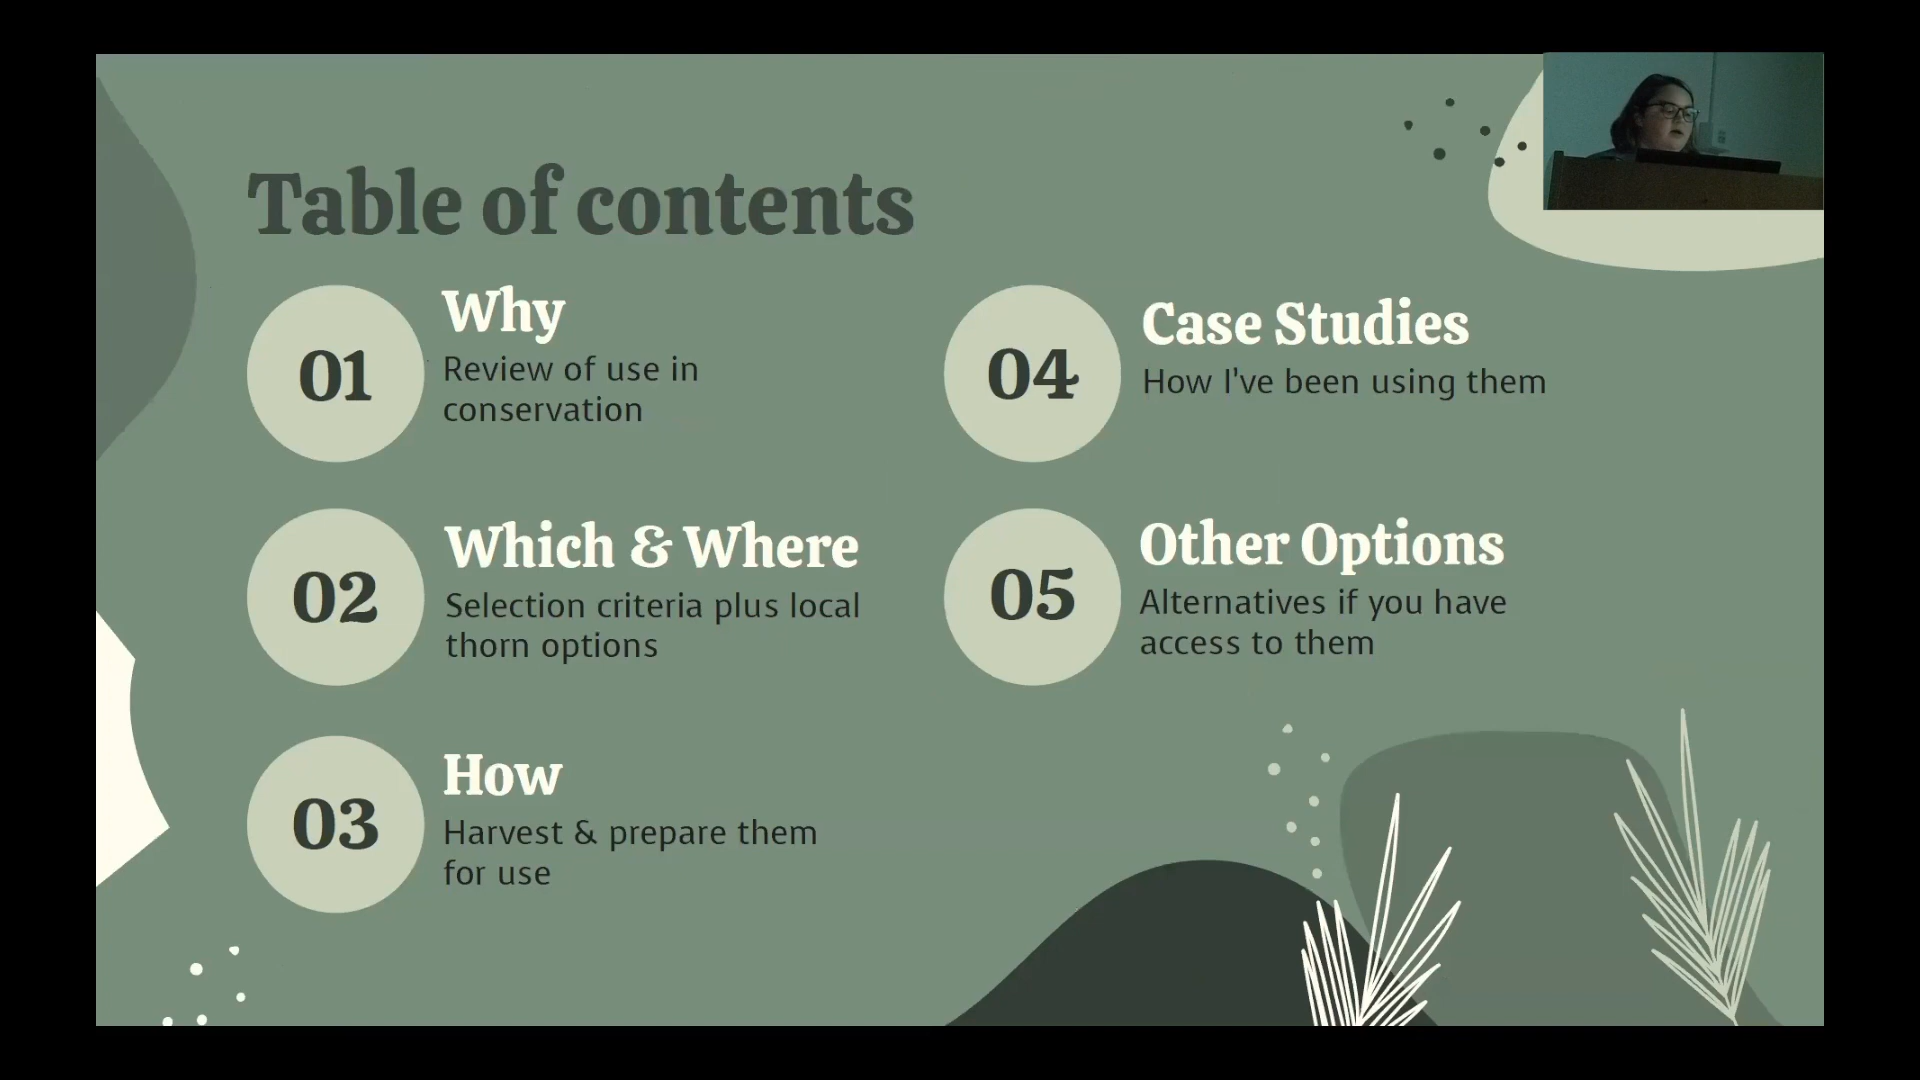 Table of contents
01
Why
Review of use in
conservation
02
Which & Where
Selection criteria plus local
thorn options
03
How
Harvest & prepare them
for use
04
Case Studies
How I've been using them
05
Other Options
Alternatives if you have
access to them